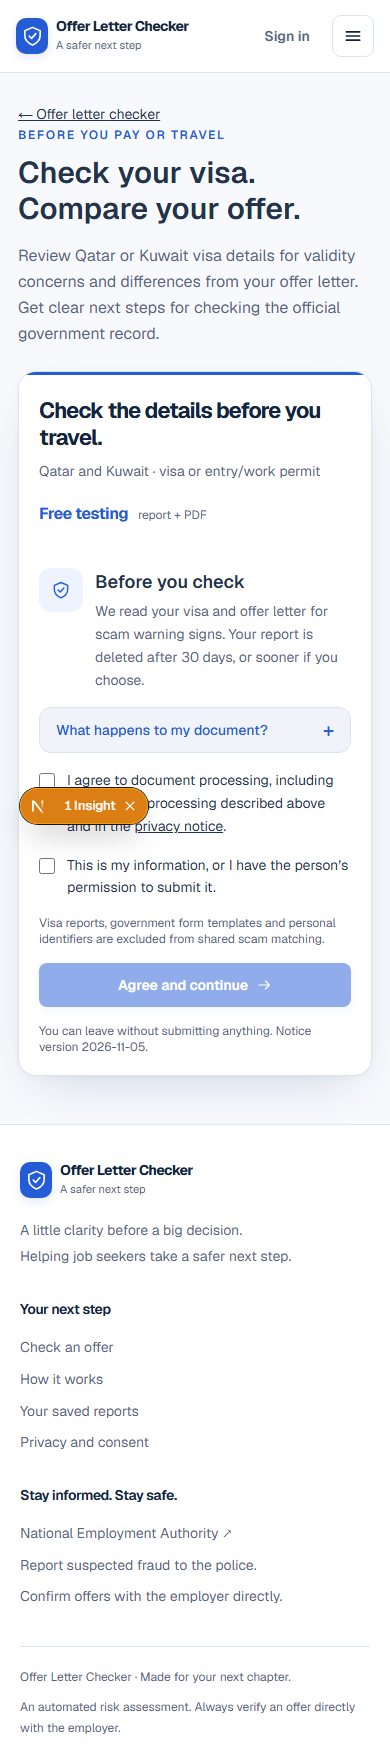 Offer Letter Checker
A safer next step
Sign in
← Offer letter checker
BEFORE YOU PAY OR TRAVEL
Check your visa.
Compare your offer.
Review Qatar or Kuwait visa details for validity
concerns and differences from your offer letter.
Get clear next steps for checking the official
government record.
Check the details before you
travel.
Qatar and Kuwait · visa or entry/work permit
Free testing report + PDF
Before you check
We read your visa and offer letter for
scam warning signs. Your report is
deleted after 30 days, or sooner if you
choose.
What happens to my document? +
I agree to document processing, including
N 1 Insight × processing described above
and in the privacy notice.
This is my information, or I have the person's
permission to submit it.
Visa reports, government form templates and personal
identifiers are excluded from shared scam matching.
Agree and continue →
You can leave without submitting anything. Notice
version 2026-11-05.
Offer Letter Checker
A safer next step
A little clarity before a big decision.
Helping job seekers take a safer next step.
Your next step
Check an offer
How it works
Your saved reports
Privacy and consent
Stay informed. Stay safe.
National Employment Authority ↗
Report suspected fraud to the police.
Confirm offers with the employer directly.
Offer Letter Checker · Made for your next chapter.
An automated risk assessment. Always verify an offer directly
with the employer.